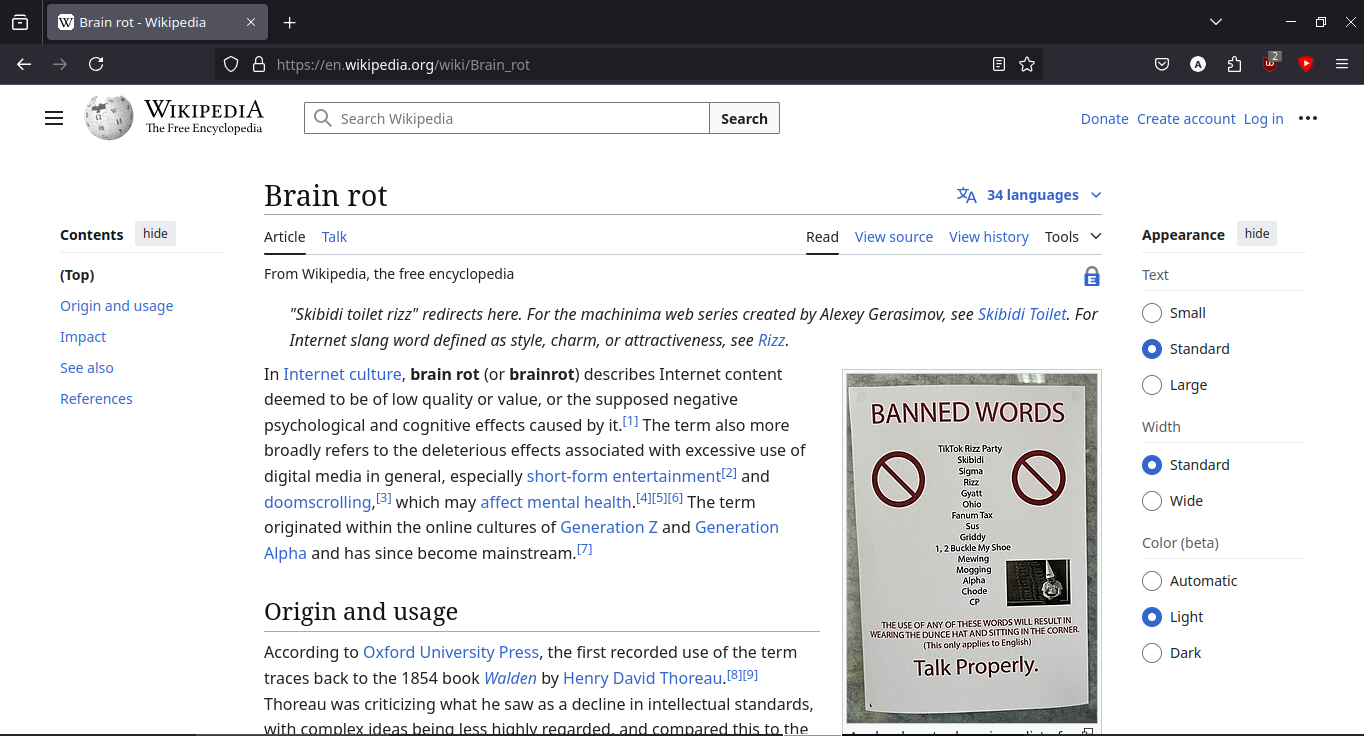 Brain rot - Wikipedia
https://en.wikipedia.org/wiki/Brain_rot
A
2
WIKIPEDIA
The Free Encyclopedia
Search Wikipedia
Search
Donate Create account Log in
Contents hide
(Top)
Origin and usage
Impact
See also
References
Brain rot
34 languages
Article Talk Read View source View history Tools
From Wikipedia, the free encyclopedia
E
"Skibidi toilet rizz" redirects here. For the machinima web series created by Alexey Gerasimov, see Skibidi Toilet. For
Internet slang word defined as style, charm, or attractiveness, see Rizz.
In Internet culture, brain rot (or brainrot) describes Internet content
deemed to be of low quality or value, or the supposed negative
psychological and cognitive effects caused by it.[1] The term also more
broadly refers to the deleterious effects associated with excessive use of
digital media in general, especially short-form entertainment[2] and
doomscrolling,[3] which may affect mental health.[4][5][6] The term
originated within the online cultures of Generation Z and Generation
Alpha and has since become mainstream.[7]
Origin and usage
According to Oxford University Press, the first recorded use of the term
traces back to the 1854 book Walden by Henry David Thoreau.[8][9]
Thoreau was criticizing what he saw as a decline in intellectual standards,
with complex ideas being less highly regarded, and compared this to the
BANNED WORDS
TikTok Rizz Party
Skibidi
Sigma
Rizz
Gyatt
Ohio
Fanum Tax
Sus
Griddy
1, 2 Buckle My Shoe
Mewing
Mogging
Alpha
Chode
CP
THE USE OF ANY OF THESE WORDS WILL RESULT IN
WEARING THE DUNCE HAT AND SITTING IN THE CORNER.
(This only applies to English)
Talk Properly.
Appearance hide
Text
Small
Standard
Large
Width
Standard
Wide
Color (beta)
Automatic
Light
Dark